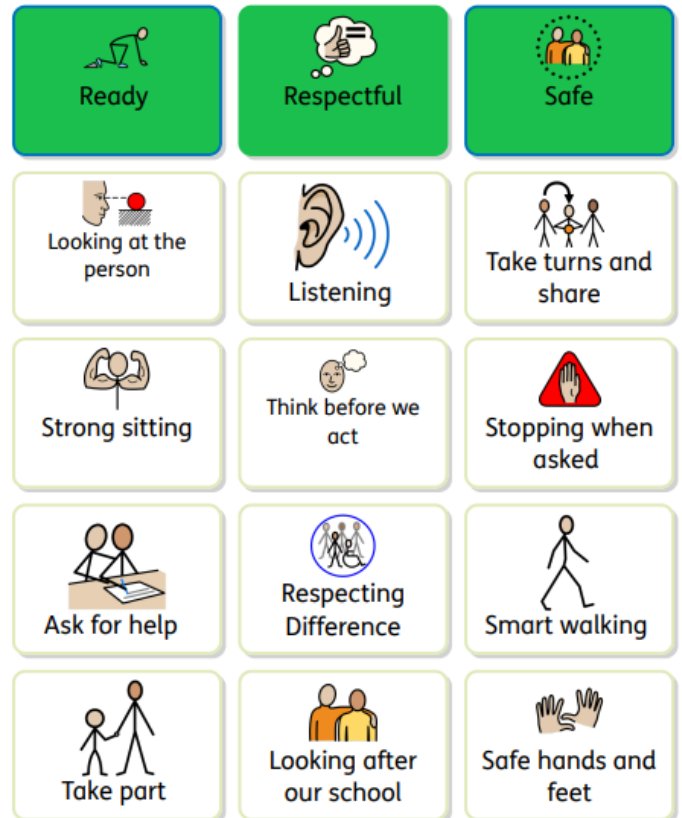 Ready
Respectful
Safe
Looking at the
person
Listening
Take turns and
share
Strong sitting
Think before we
act
Stopping when
asked
Ask for help
Respecting
Difference
Smart walking
Take part
Looking after
our school
Safe hands and
feet